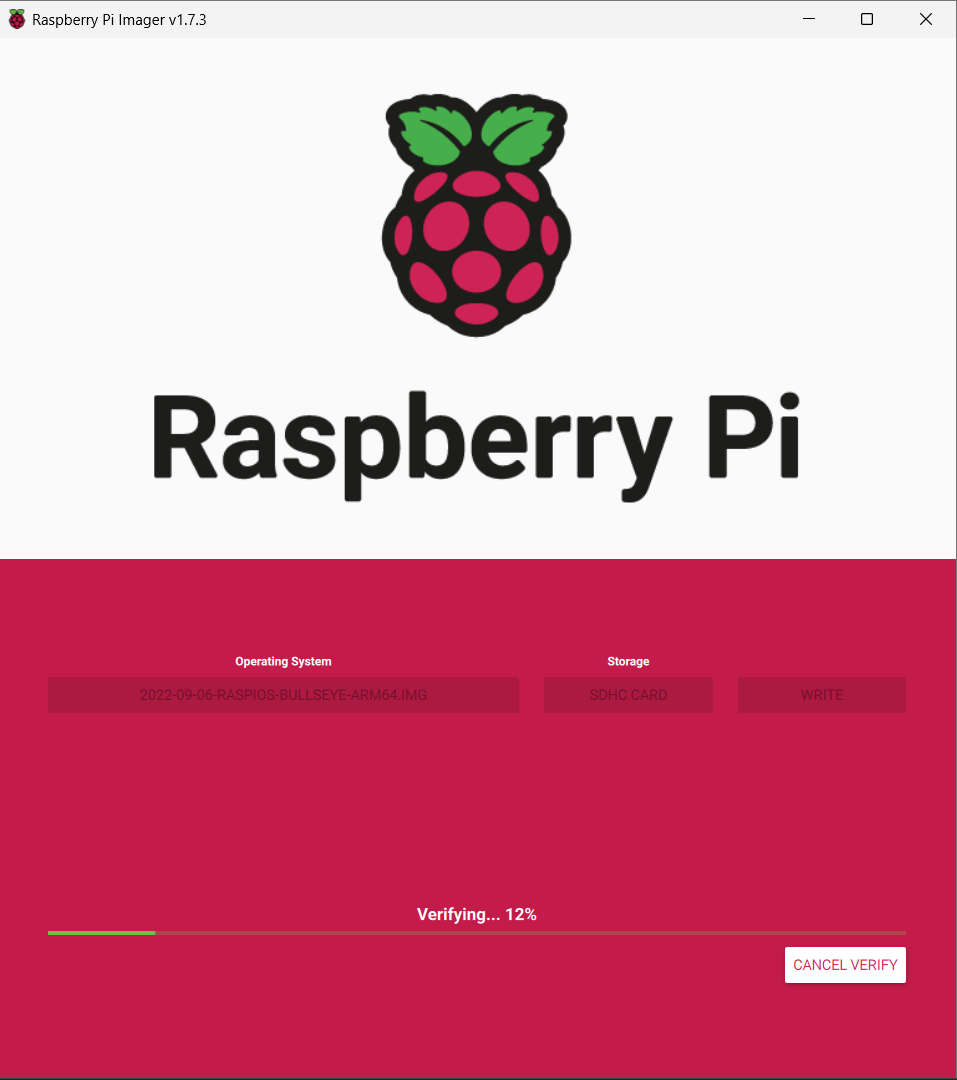 Raspberry Pi Imager v1.7.3
Raspberry Pi
Operating System
Storage
2022-09-06-RASPIOS-BULLSEYE-ARM64.IMG
SDHC CARD
WRITE
Verifying... 12%
CANCEL VERIFY